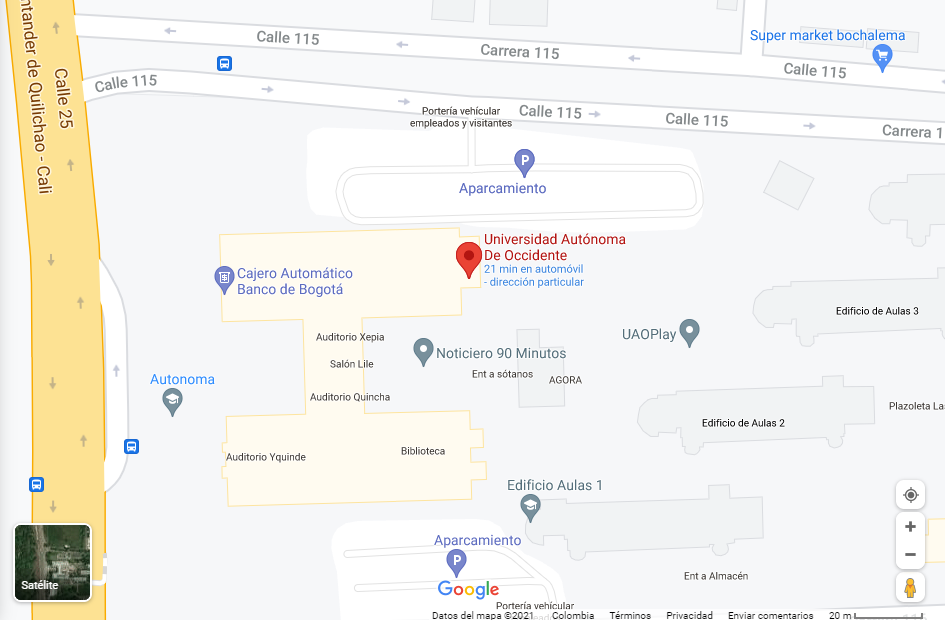 ntander de Quilichao - Cali
Calle 25
Calle 115
Calle 115
Carrera 115
Super market bochalema
Calle 115
Portería vehícular
empleados y visitantes
Calle 115
Calle 115
Carrera 1
P
Aparcamiento
Universidad Autónoma
De Occidente
21 min en automóvil
- dirección particular
Cajero Automático
Banco de Bogotá
Auditorio Xepia
Salón Lile
Auditorio Quincha
Noticiero 90 Minutos
UAOPlay
Edificio de Aulas 3
Ent a sótanos
AGORA
Autonoma
Edificio de Aulas 2
Plazoleta Las
Auditorio Yquinde
Biblioteca
Edificio Aulas 1
Aparcamiento
P
Satélite
Google
Ent a Almacén
Portería vehícular
Datos del mapa ©2021 Colombia Términos Privacidad Enviar comentarios 20 m